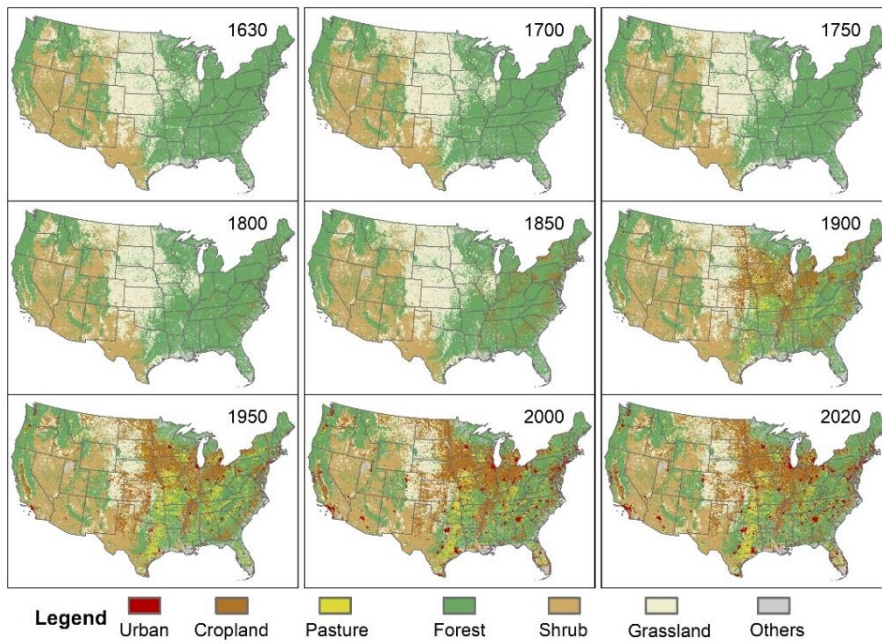 1630
1700
1750
1800
1850
1900
1950
2000
2020
Legend
Urban
Cropland
Pasture
Forest
Shrub
Grassland
Others